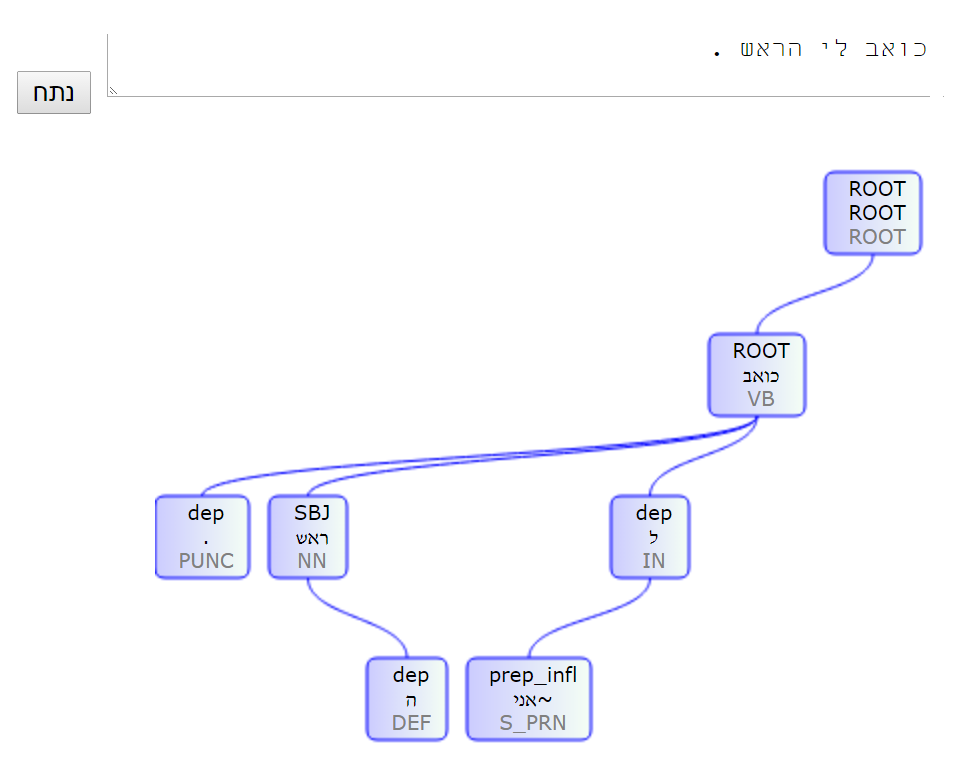 כואב לי הראש .
נתח
ROOT
ROOT
ROOT
ROOT
כואב
VB
dep
.
PUNC
SBJ
ראש
NN
dep
ל
IN
dep
ה
DEF
prep_infl
~אני
S_PRN